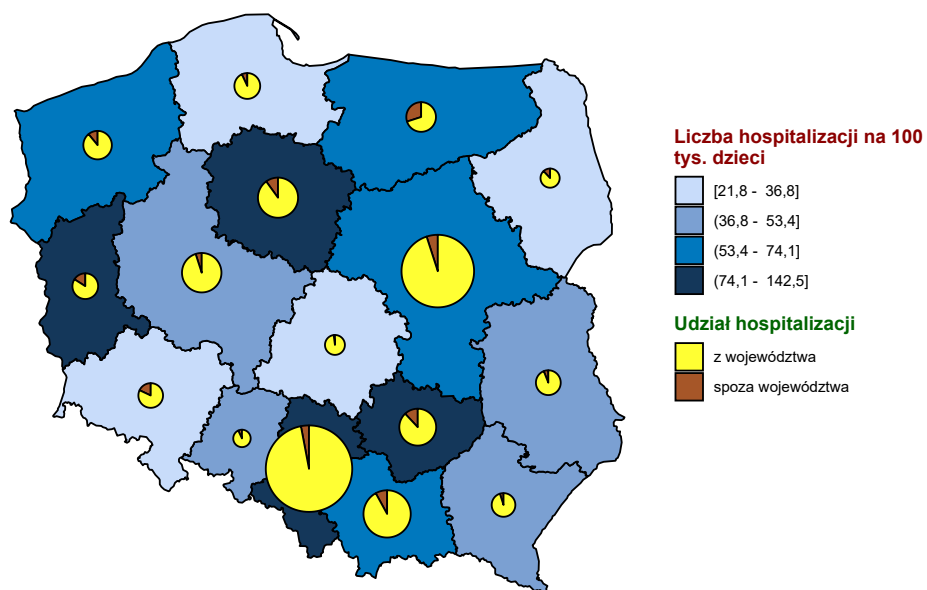 Liczba hospitalizacji na 100
tys. dzieci
[21,8 - 36,8]
(36,8 - 53,4]
(53,4 - 74,1]
(74,1 - 142,5]
Udział hospitalizacji
z województwa
spoza województwa